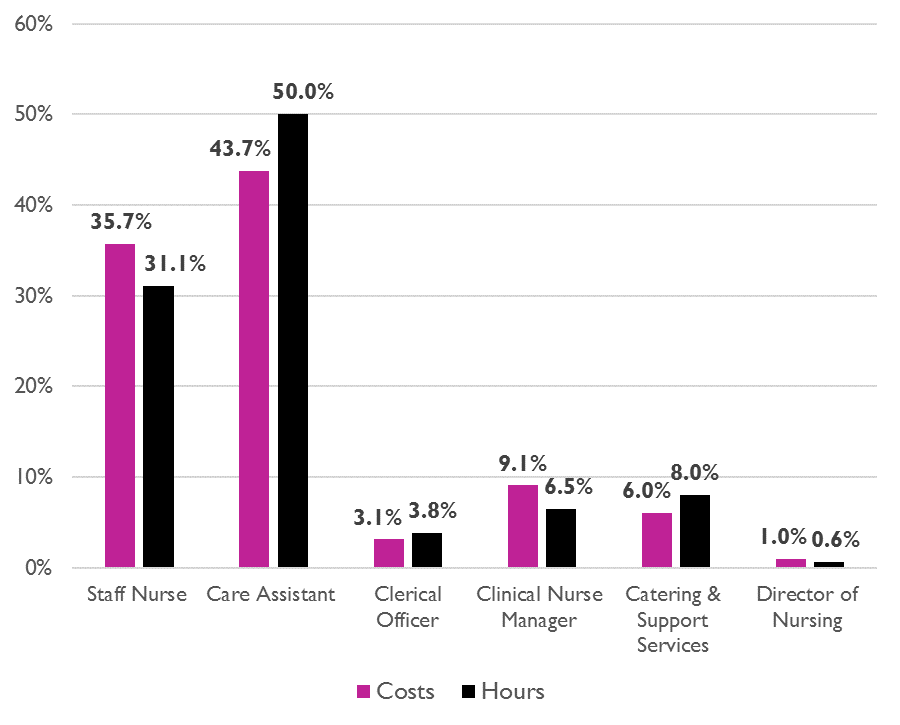 60%
50%
40%
30%
20%
10%
0%
35.7%
31.1%
43.7%
50.0%
3.1%
3.8%
9.1%
6.5%
6.0%
8.0%
1.0%
0.6%
Staff Nurse
Care Assistant
Clerical
Officer
Clinical Nurse
Manager
Catering &
Support
Services
Director of
Nursing
Costs
Hours